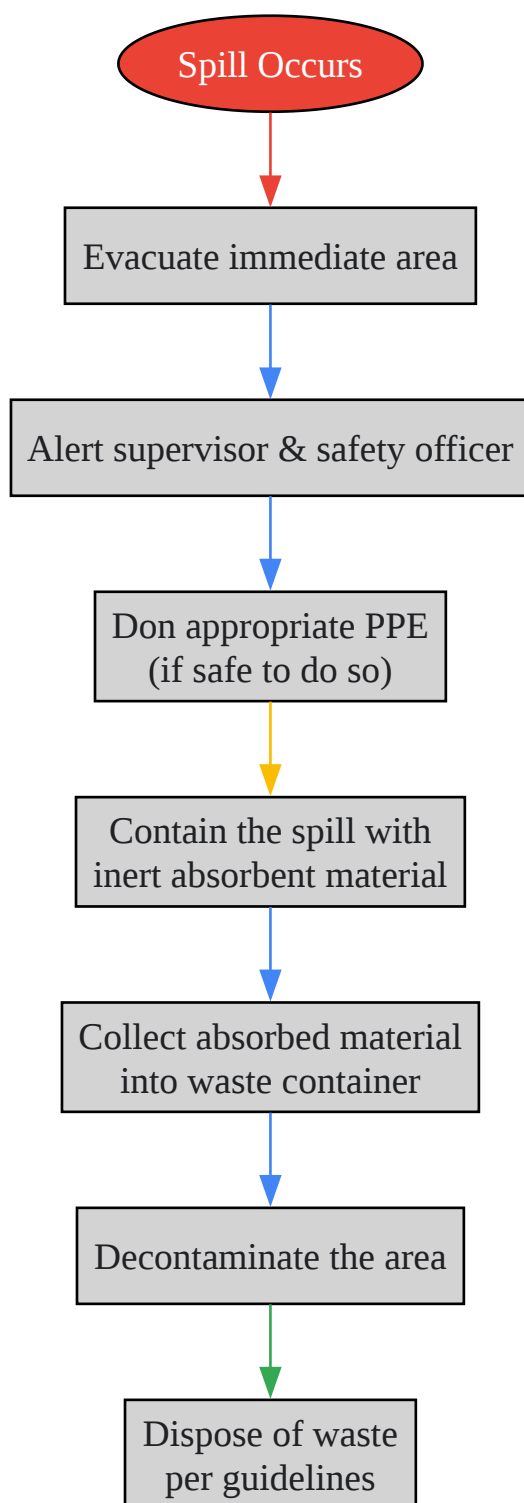 Spill Occurs
Evacuate immediate area
Alert supervisor & safety officer
Don appropriate PPE
(if safe to do so)
Contain the spill with
inert absorbent material
Collect absorbed material
into waste container
Decontaminate the area
Dispose of waste
per guidelines